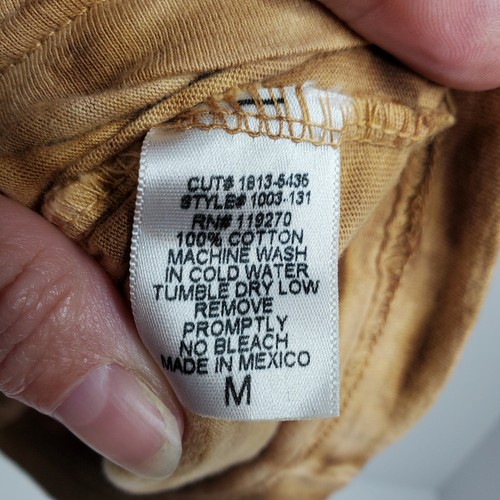 CUT# 1813-5435
STYLE# 1003-131
RN# 119270
100% COTTON
MACHINE WASH
IN COLD WATER
TUMBLE DRY LOW
REMOVE
PROMPTLY
NO BLEACH
MADE IN MEXICO
M